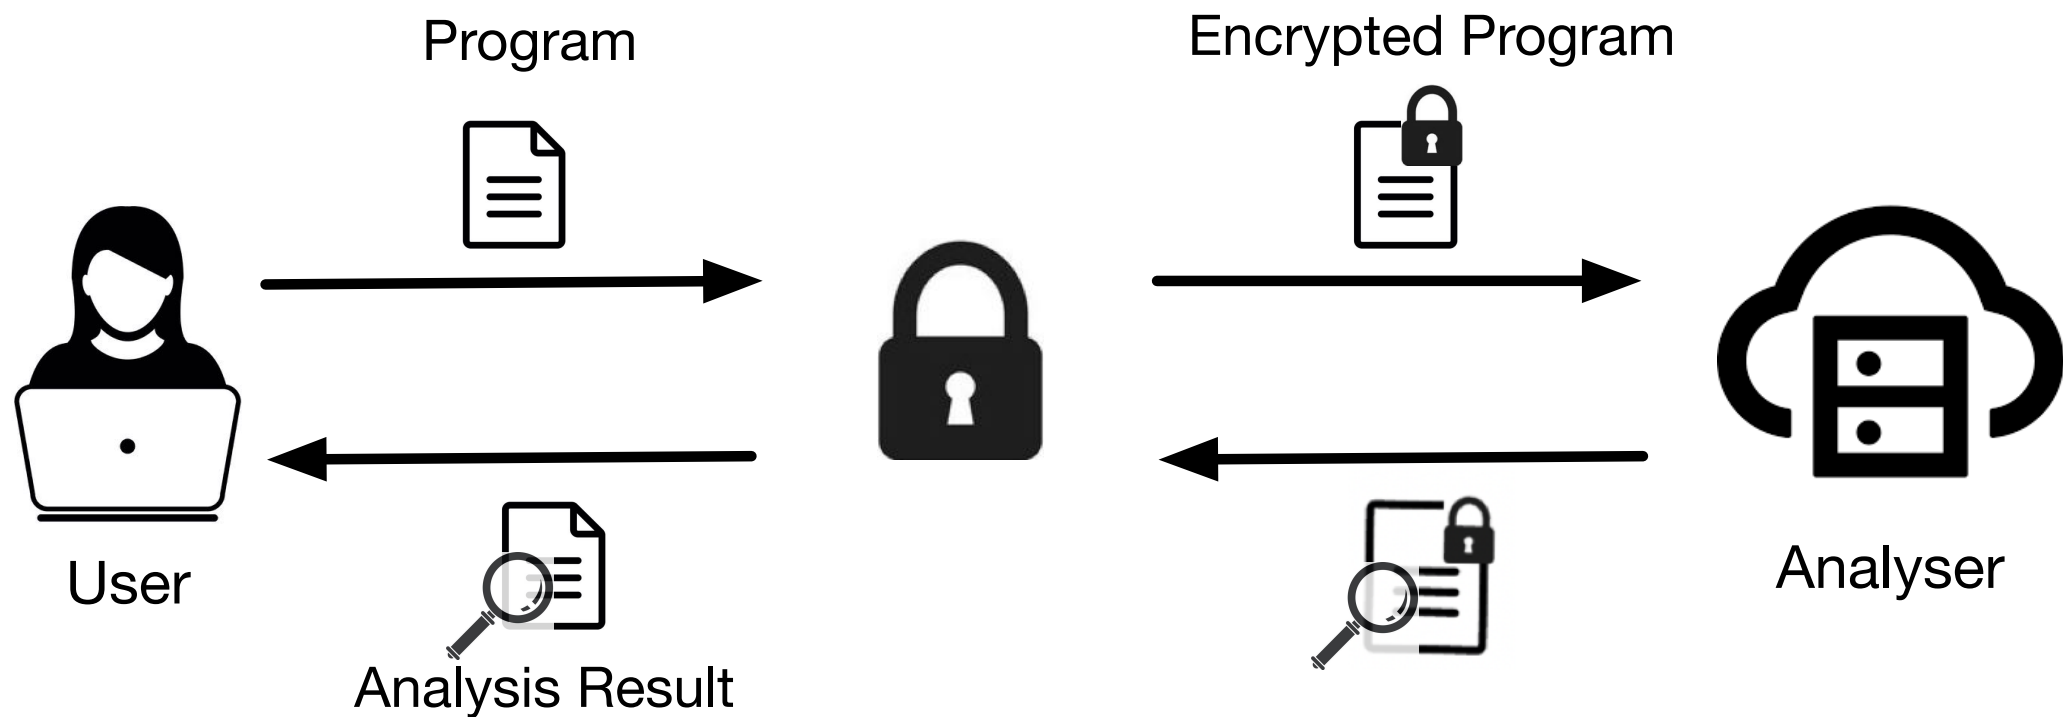 Program
Encrypted Program
User
Analyser
Analysis Result